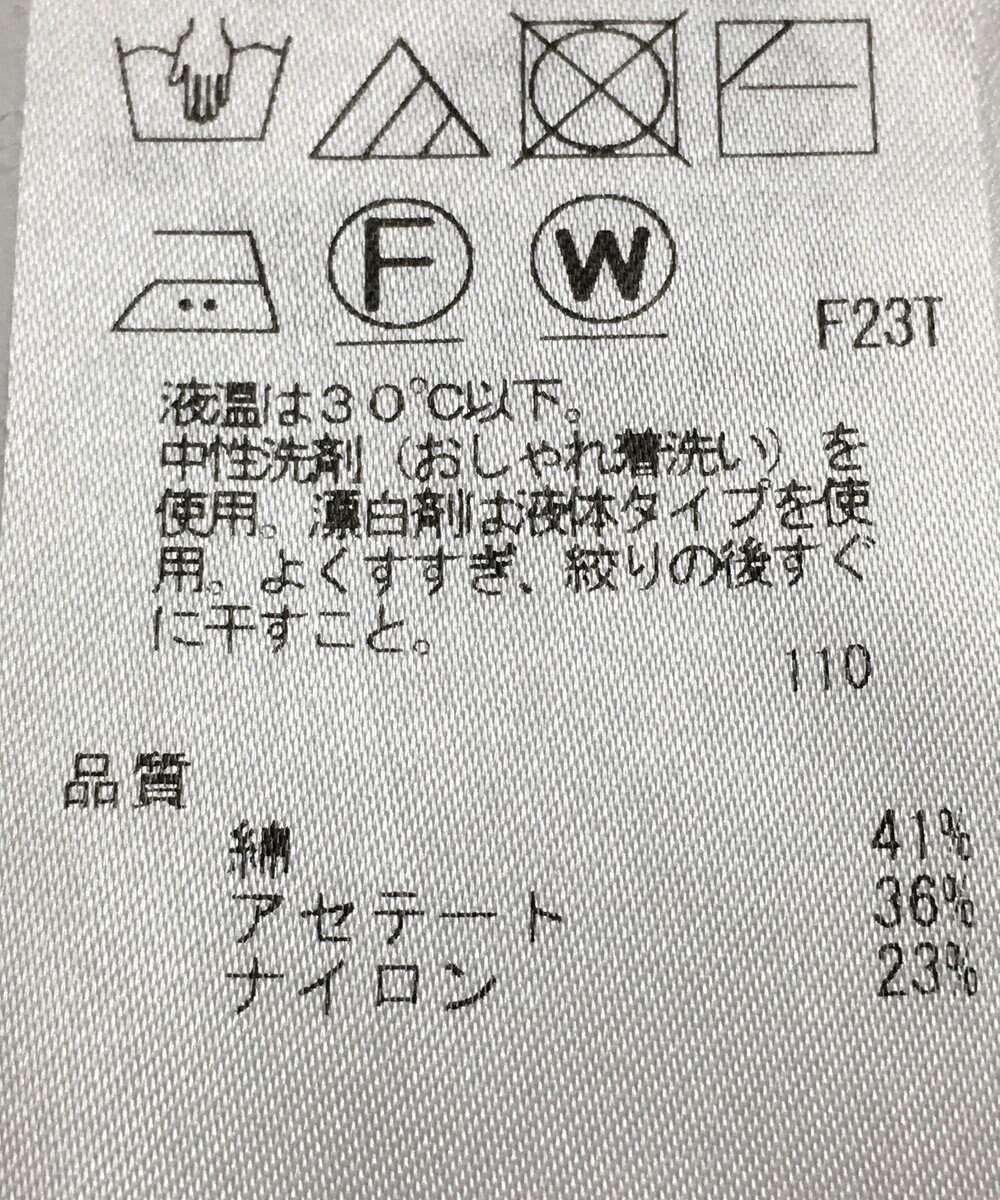 F W
F23T
液温は30℃以下。
中性洗剤（おしゃれ着洗い）を
使用。漂白剤は液体タイプを使
用。よくすすぎ、絞りの後すぐ
に干すこと。
110
品質
綿 41%
アセテート 36%
ナイロン 23%